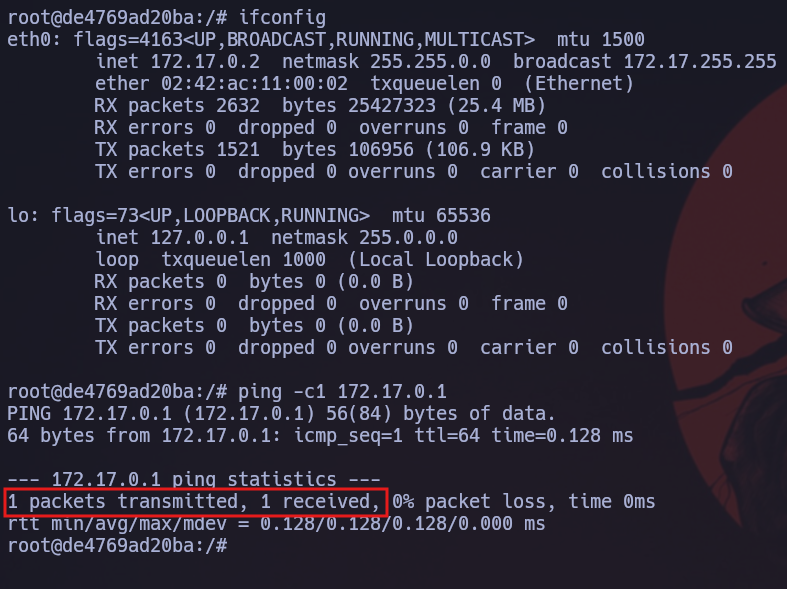 root@de4769ad20ba:/# ifconfig
eth0: flags=4163<UP,BROADCAST,RUNNING,MULTICAST>  mtu 1500
        inet 172.17.0.2  netmask 255.255.0.0  broadcast 172.17.255.255
        ether 02:42:ac:11:00:02  txqueuelen 0  (Ethernet)
        RX packets 2632  bytes 25427323 (25.4 MB)
        RX errors 0  dropped 0  overruns 0  frame 0
        TX packets 1521  bytes 106956 (106.9 KB)
        TX errors 0  dropped 0 overruns 0  carrier 0  collisions 0

lo: flags=73<UP,LOOPBACK,RUNNING>  mtu 65536
        inet 127.0.0.1  netmask 255.0.0.0
        loop  txqueuelen 1000  (Local Loopback)
        RX packets 0  bytes 0 (0.0 B)
        RX errors 0  dropped 0  overruns 0  frame 0
        TX packets 0  bytes 0 (0.0 B)
        TX errors 0  dropped 0 overruns 0  carrier 0  collisions 0

root@de4769ad20ba:/# ping -c1 172.17.0.1
PING 172.17.0.1 (172.17.0.1) 56(84) bytes of data.
64 bytes from 172.17.0.1: icmp_seq=1 ttl=64 time=0.128 ms

--- 172.17.0.1 ping statistics ---
1 packets transmitted, 1 received, 0% packet loss, time 0ms
rtt min/avg/max/mdev = 0.128/0.128/0.128/0.000 ms
root@de4769ad20ba:/#